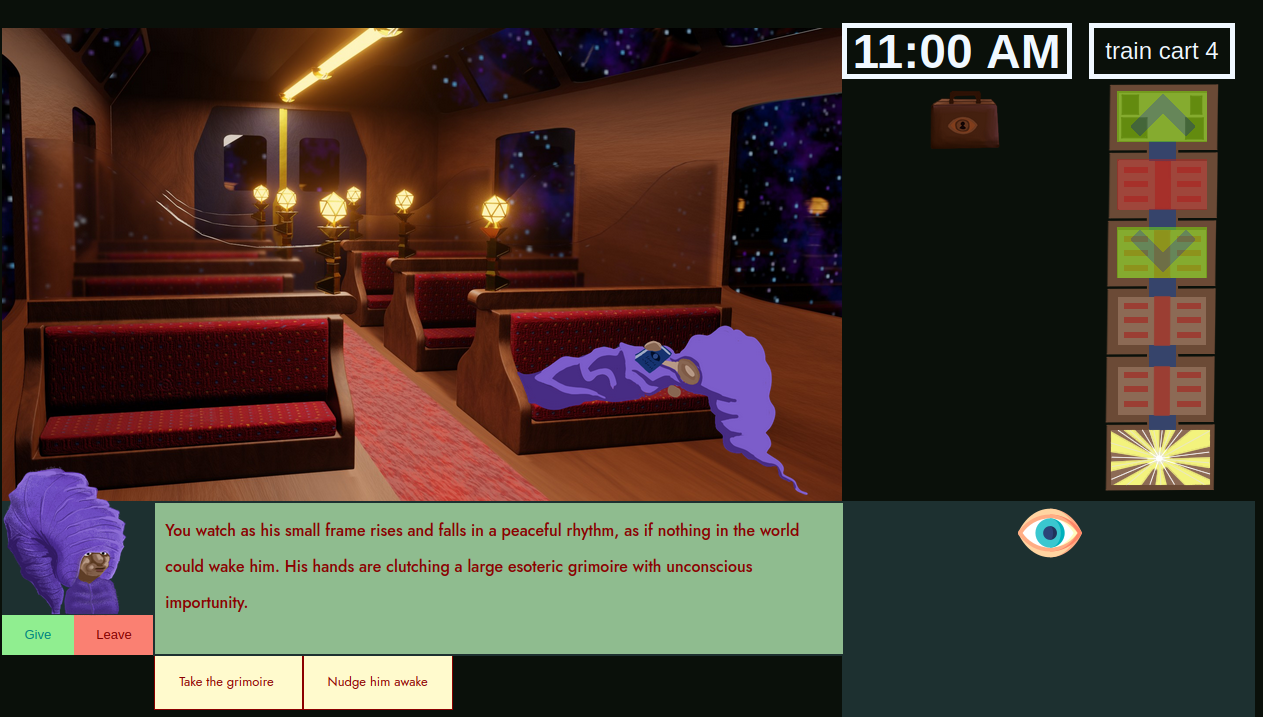 11:00 AM
train cart 4
You watch as his small frame rises and falls in a peaceful rhythm, as if nothing in the world
could wake him. His hands are clutching a large esoteric grimoire with unconscious
importunity.
Give
Leave
Take the grimoire
Nudge him awake